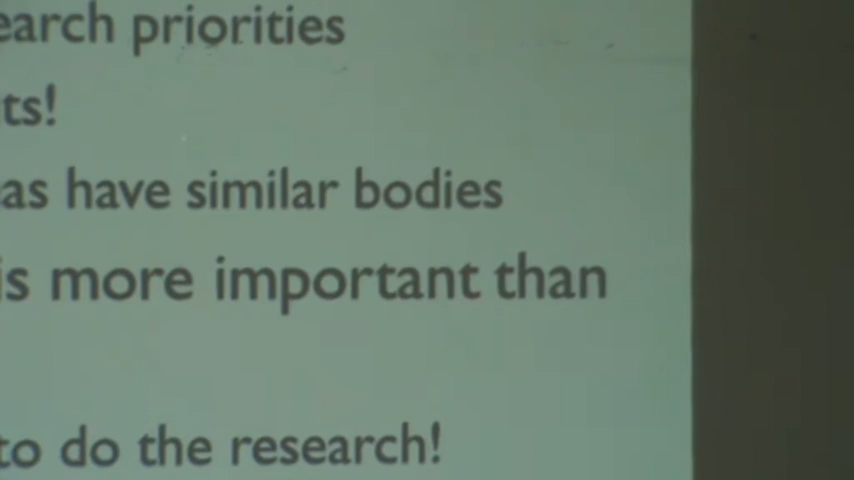 earch priorities
ts!
as have similar bodies
is more important than
to do the research!